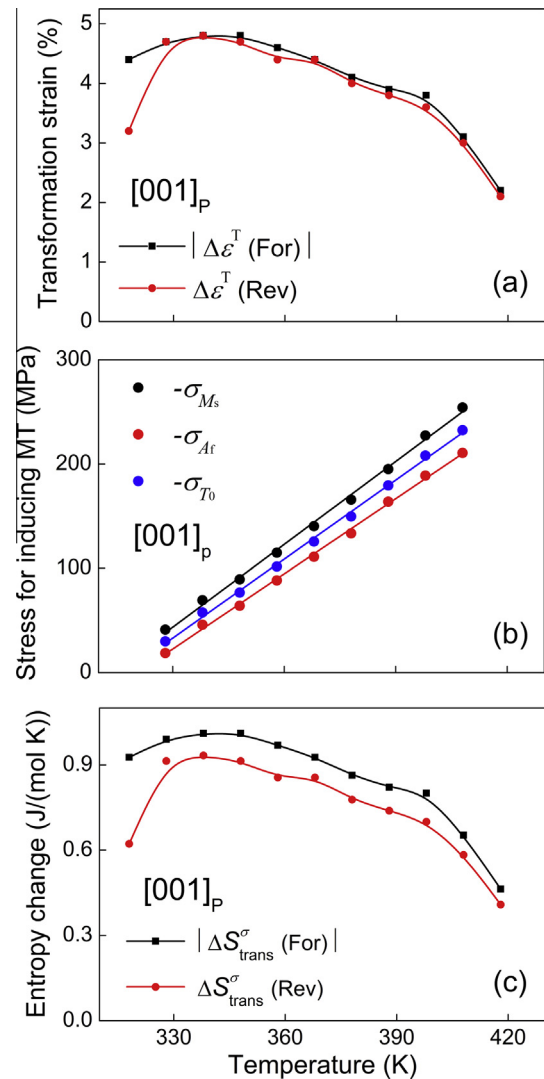 5
4
3
2
1
0
Transformation strain (%)
[001]P
| Δε^T (For) |
Δε^T (Rev)
(a)
300
200
100
0
Stress for inducing MT (MPa)
-σMs
-σAf
-σT0
[001]p
(b)
0.9
0.6
0.3
0.0
Entropy change (J/(mol K))
[001]P
| ΔS^σ_trans (For) |
ΔS^σ_trans (Rev)
(c)
330 360 390 420
Temperature (K)